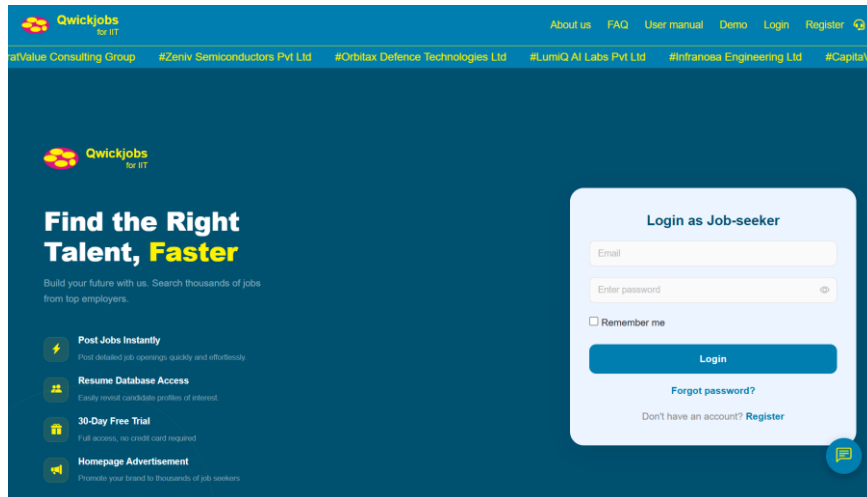 Qwickjobs
for IIT
About us FAQ User manual Demo Login Register
ratValue Consulting Group #Zeniv Semiconductors Pvt Ltd #Orbitax Defence Technologies Ltd #LumiQ AI Labs Pvt Ltd #Infranoвa Engineering Ltd #CapitaV
Qwickjobs
for IIT
Find the Right
Talent, Faster
Build your future with us. Search thousands of jobs
from top employers.
Post Jobs Instantly
Post detailed job openings quickly and effortlessly
Resume Database Access
Easily revisit candidate profiles of interest
30-Day Free Trial
Full access, no credit card required
Homepage Advertisement
Promote your brand to thousands of job seekers
Login as Job-seeker
Email
Enter password
Remember me
Login
Forgot password?
Don't have an account? Register